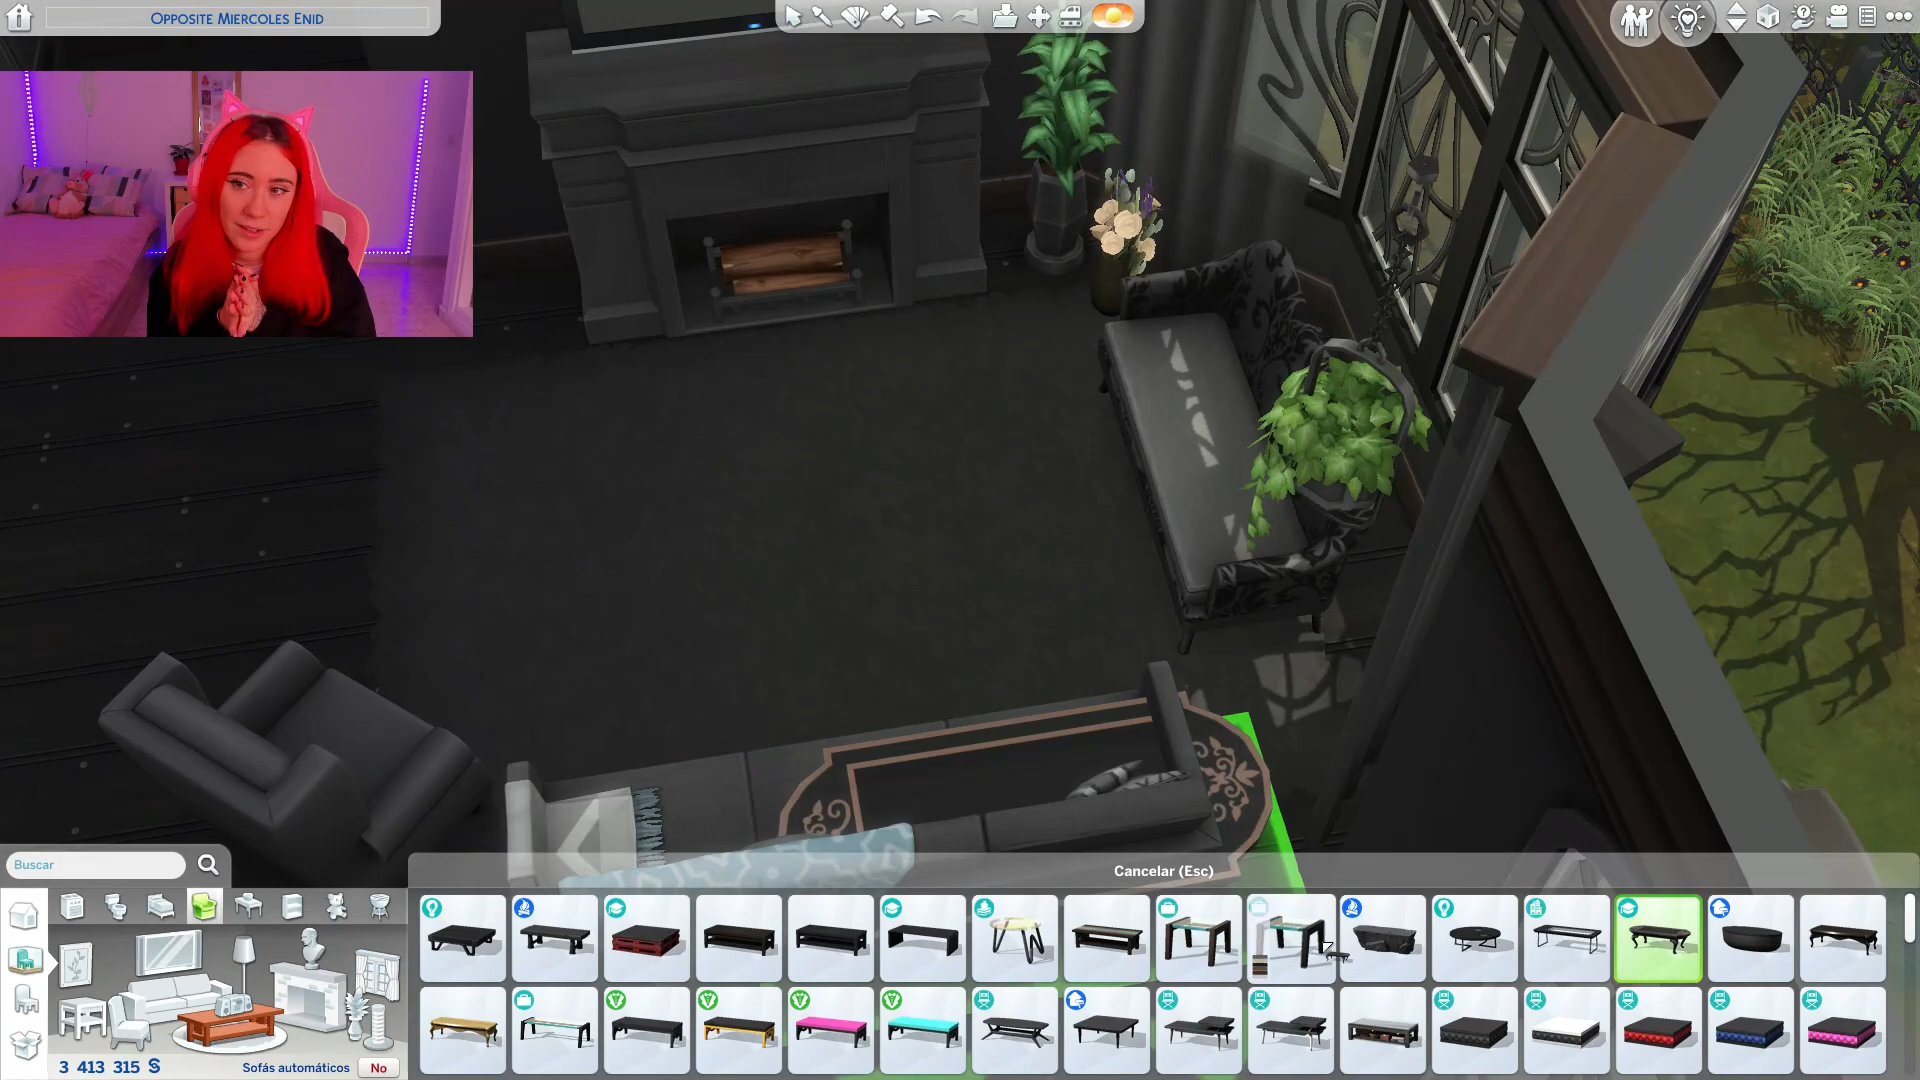 OPPOSITE MIERCOLES ENID
Cancelar (Esc)
Buscar
3 413 315 S
Sofás automáticos
No